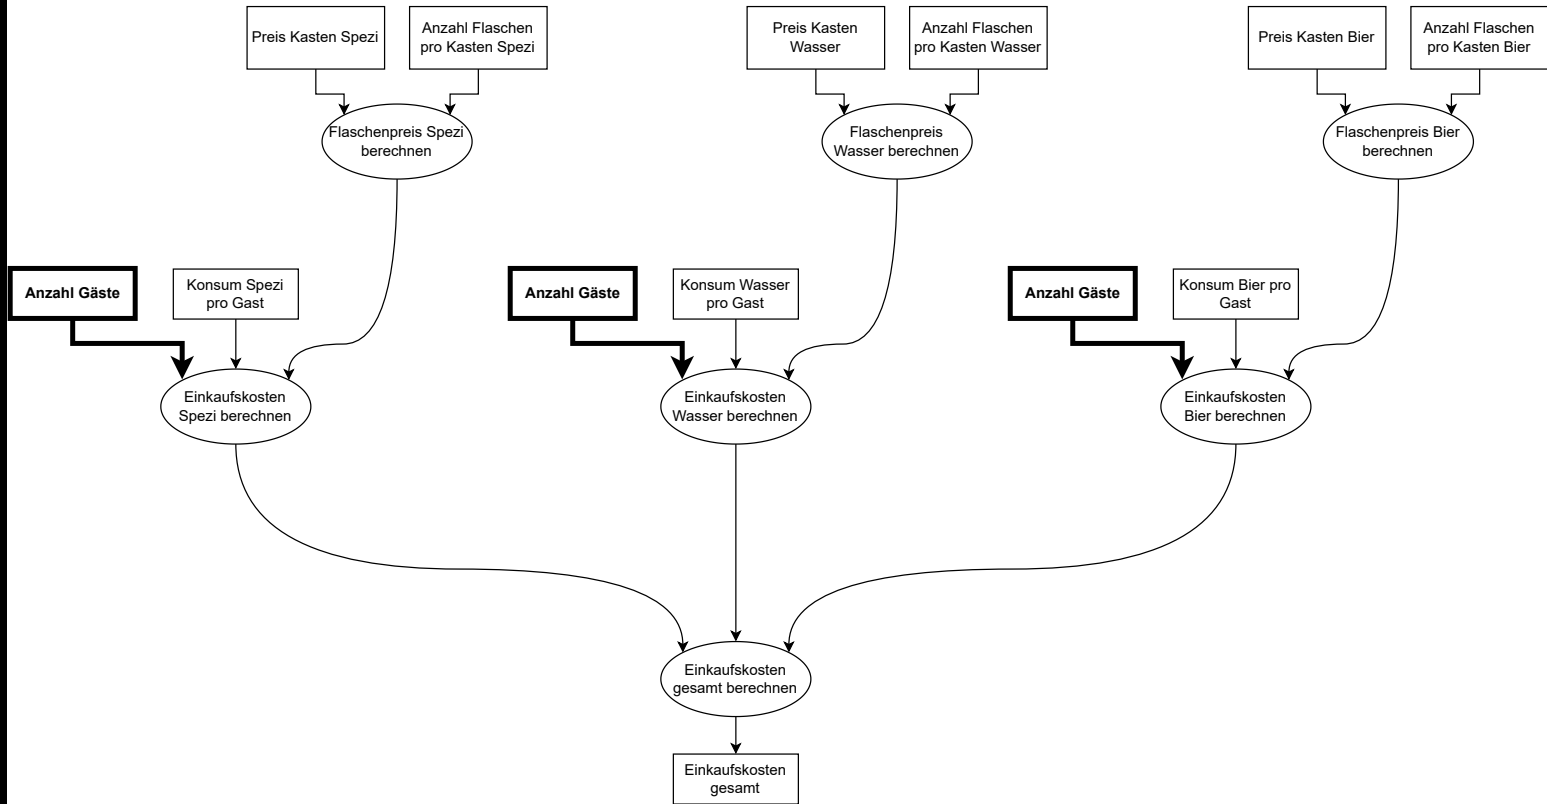 Preis Kasten Spezi
Anzahl Flaschen
pro Kasten Spezi
Preis Kasten
Wasser
Anzahl Flaschen
pro Kasten Wasser
Preis Kasten Bier
Anzahl Flaschen
pro Kasten Bier
Flaschenpreis Spezi
berechnen
Flaschenpreis
Wasser berechnen
Flaschenpreis Bier
berechnen
Anzahl Gäste
Konsum Spezi
pro Gast
Anzahl Gäste
Konsum Wasser
pro Gast
Anzahl Gäste
Konsum Bier pro
Gast
Einkaufskosten
Spezi berechnen
Einkaufskosten
Wasser berechnen
Einkaufskosten
Bier berechnen
Einkaufskosten
gesamt berechnen
Einkaufskosten
gesamt